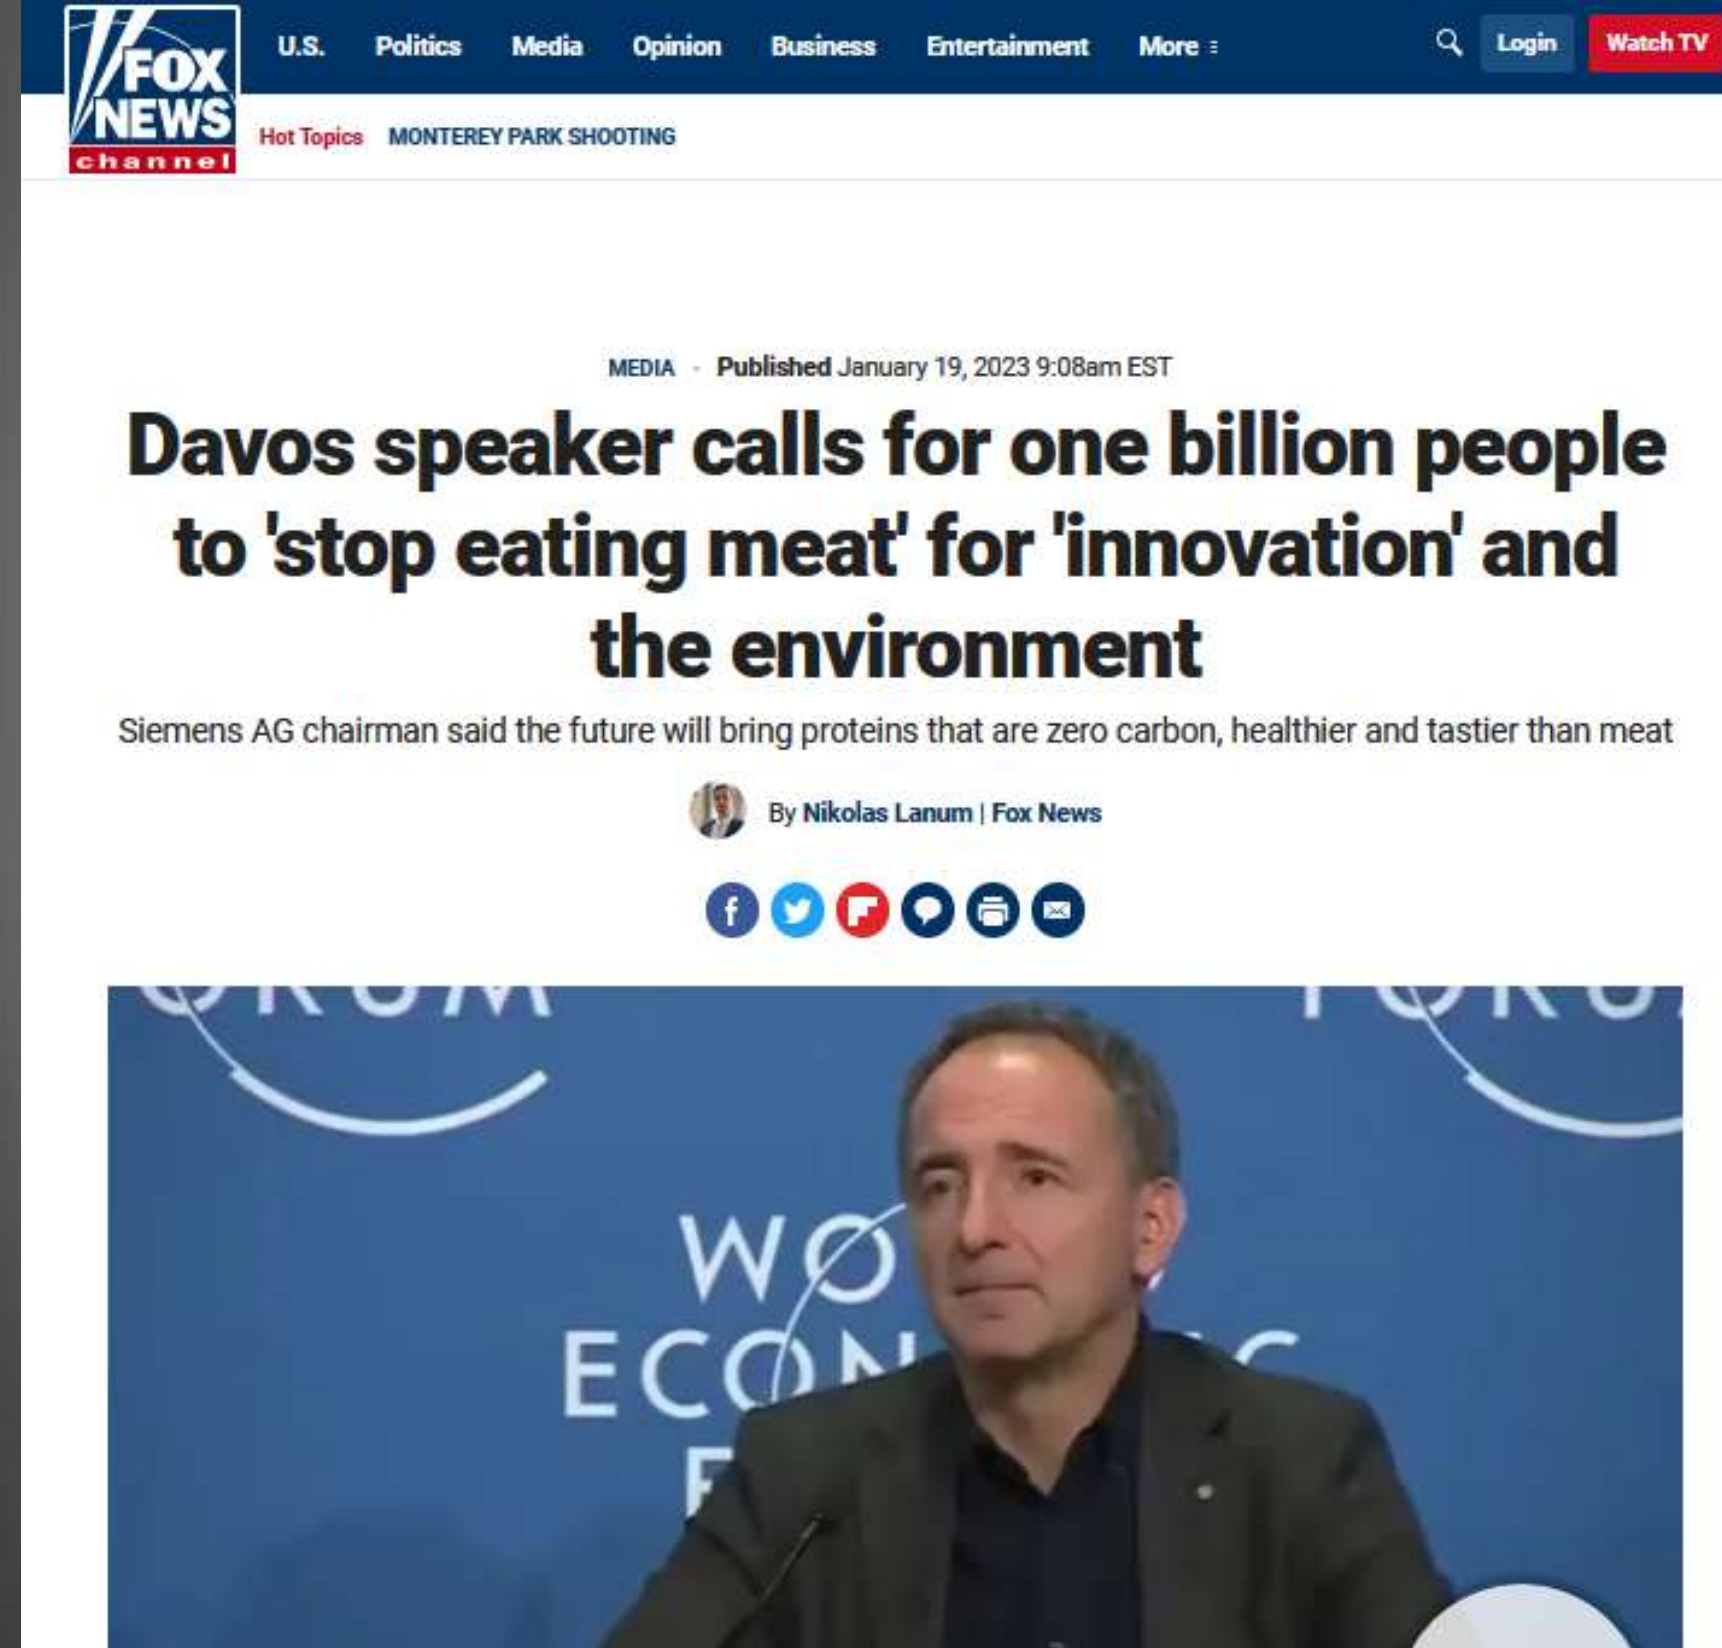 FOX
NEWS
channel
U.S. Politics Media Opinion Business Entertainment More Login Watch TV
Hot Topics MONTEREY PARK SHOOTING
MEDIA - Published January 19, 2023 9:08am EST
Davos speaker calls for one billion people
to 'stop eating meat' for 'innovation' and
the environment
Siemens AG chairman said the future will bring proteins that are zero carbon, healthier and tastier than meat
By Nikolas Lanum | Fox News